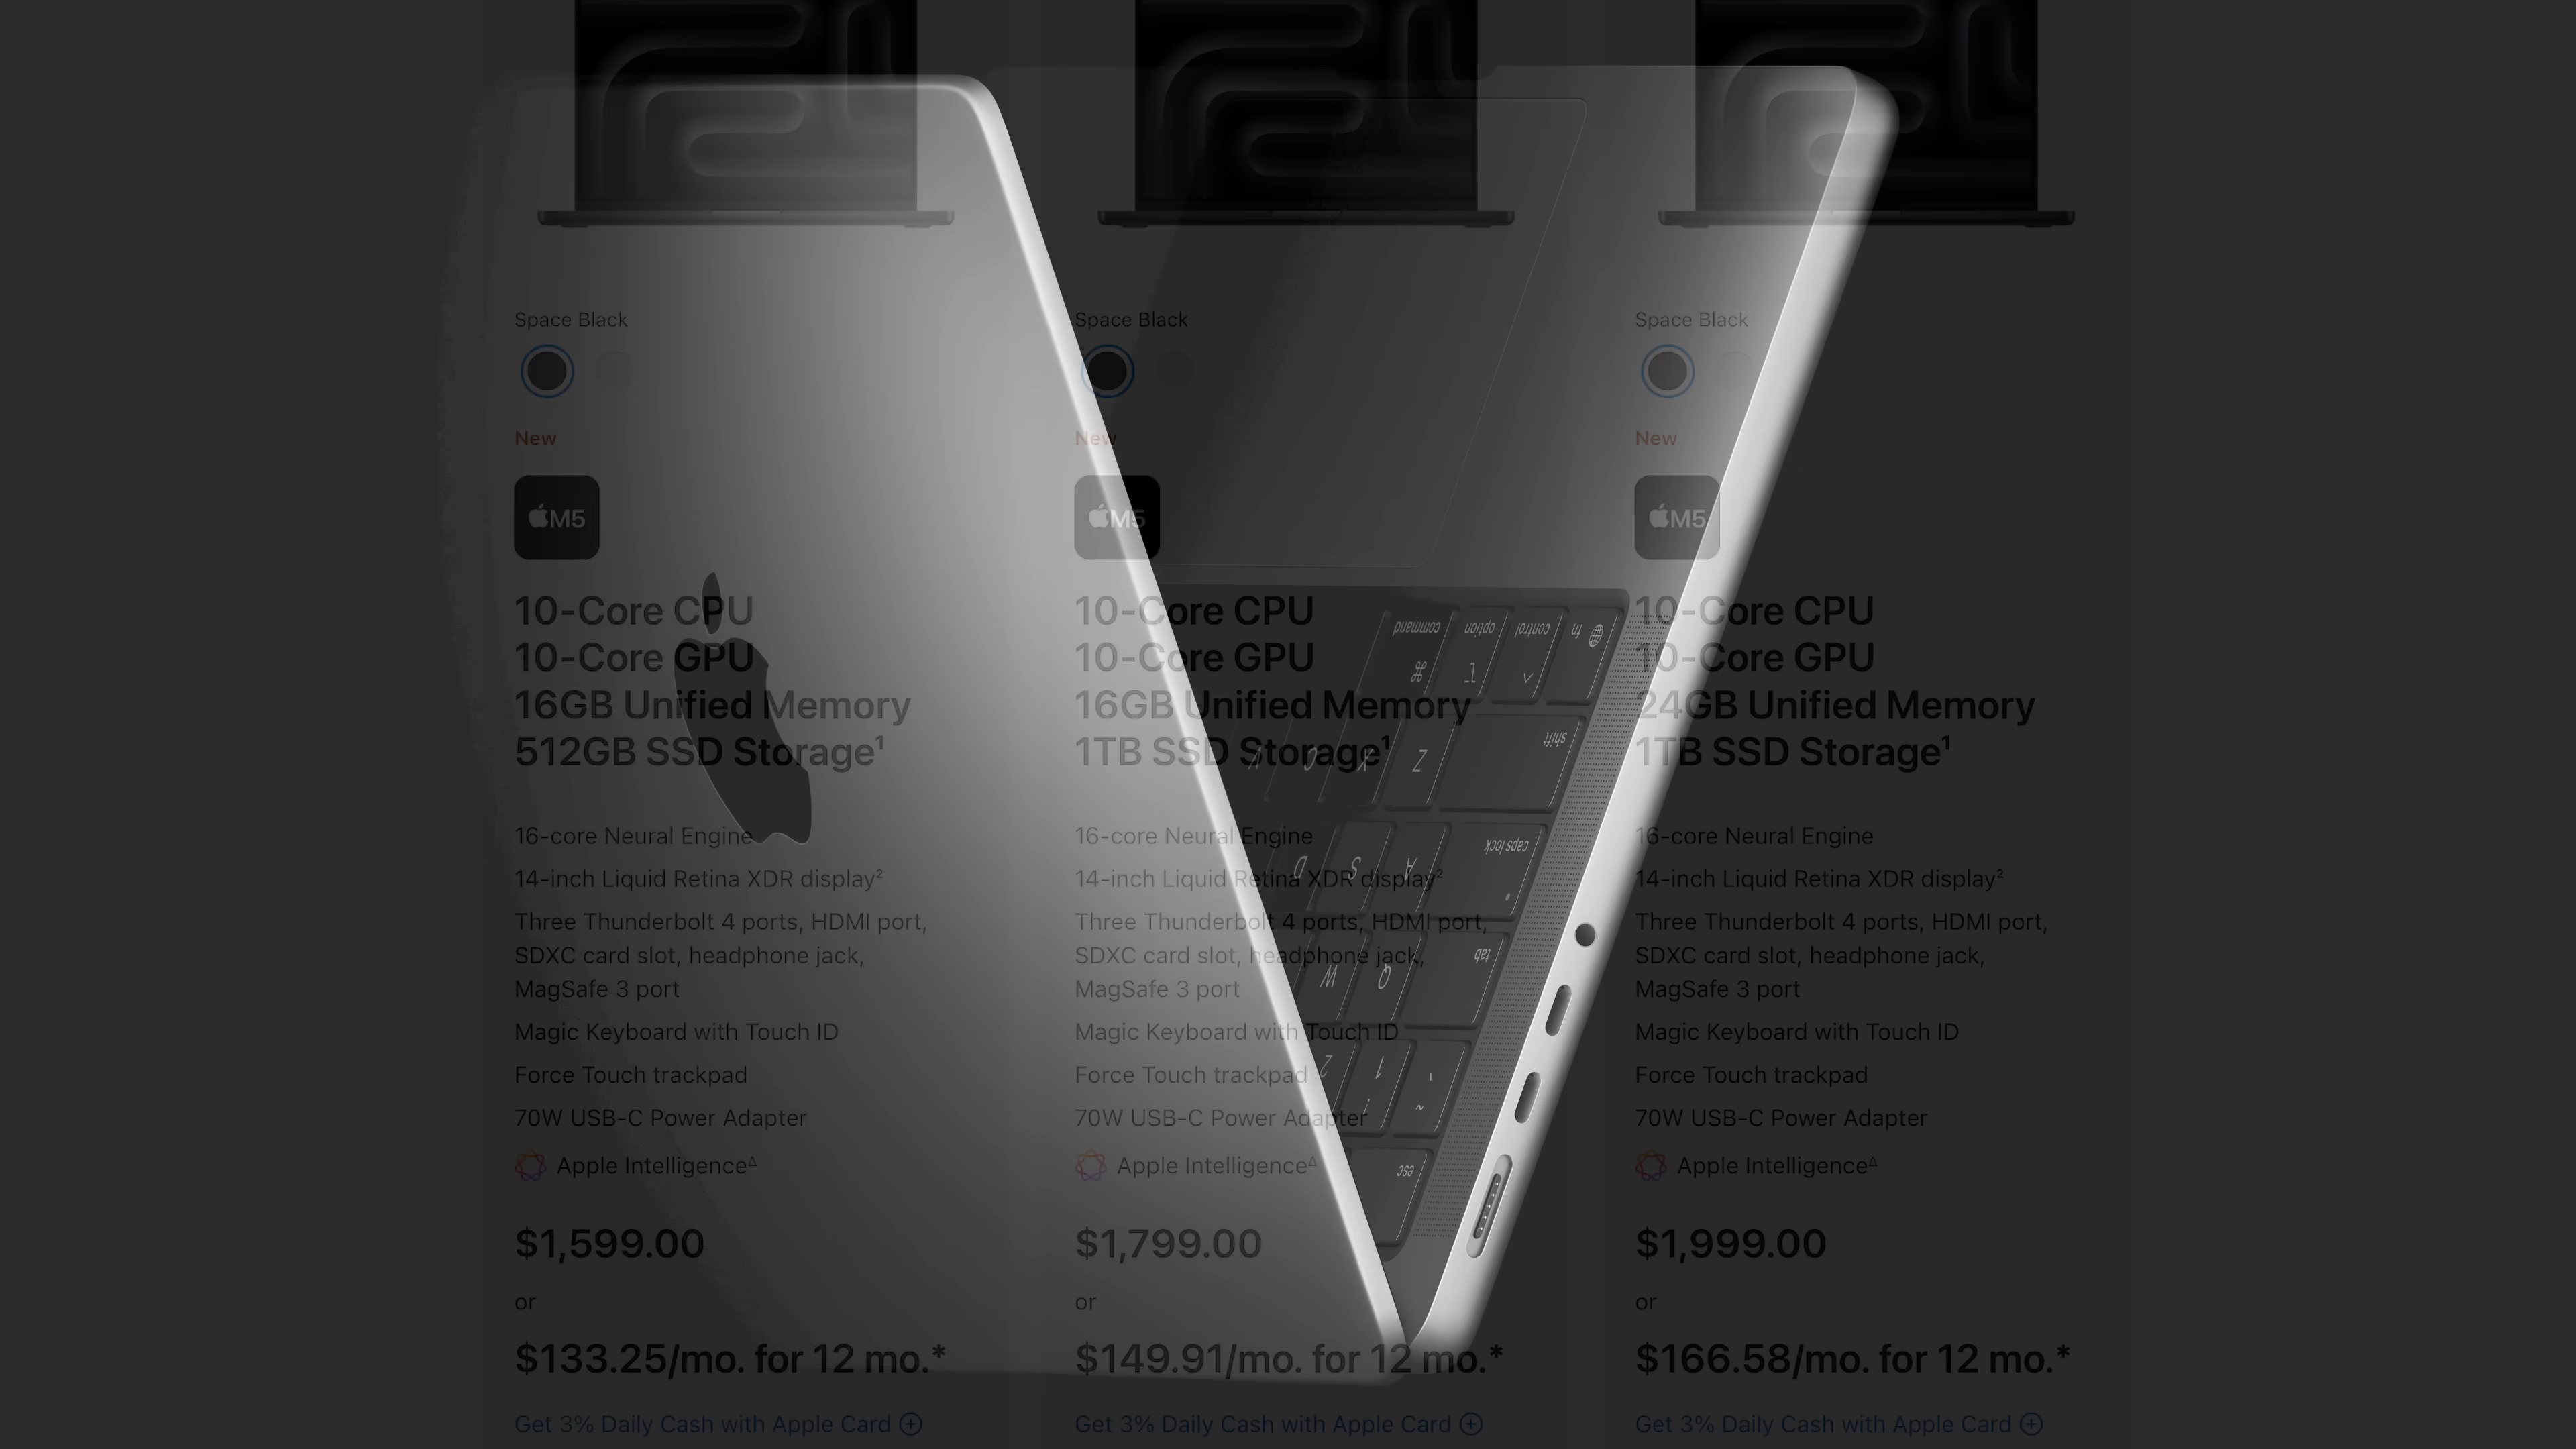 Space Black
New
M5
10-Core CPU
10-Core GPU
16GB Unified Memory
512GB SSD Storage¹
16-core Neural Engine
14-inch Liquid Retina XDR display²
Three Thunderbolt 4 ports, HDMI port,
SDXC card slot, headphone jack,
MagSafe 3 port
Magic Keyboard with Touch ID
Force Touch trackpad
70W USB-C Power Adapter
Apple Intelligence∆
$1,599.00
or
$133.25/mo. for 12 mo.*
Get 3% Daily Cash with Apple Card
Space Black
New
M5
10-Core CPU
10-Core GPU
16GB Unified Memory
1TB SSD Storage¹
16-core Neural Engine
14-inch Liquid Retina XDR display²
Three Thunderbolt 4 ports, HDMI port,
SDXC card slot, headphone jack,
MagSafe 3 port
Magic Keyboard with Touch ID
Force Touch trackpad
70W USB-C Power Adapter
Apple Intelligence∆
$1,799.00
or
$149.91/mo. for 12 mo.*
Get 3% Daily Cash with Apple Card
Space Black
New
M5
10-Core CPU
10-Core GPU
24GB Unified Memory
1TB SSD Storage¹
16-core Neural Engine
14-inch Liquid Retina XDR display²
Three Thunderbolt 4 ports, HDMI port,
SDXC card slot, headphone jack,
MagSafe 3 port
Magic Keyboard with Touch ID
Force Touch trackpad
70W USB-C Power Adapter
Apple Intelligence∆
$1,999.00
or
$166.58/mo. for 12 mo.*
Get 3% Daily Cash with Apple Card
fn control option command
shift Z X C V
caps lock A S D
tab Q W
~ ` ! 1 2
esc